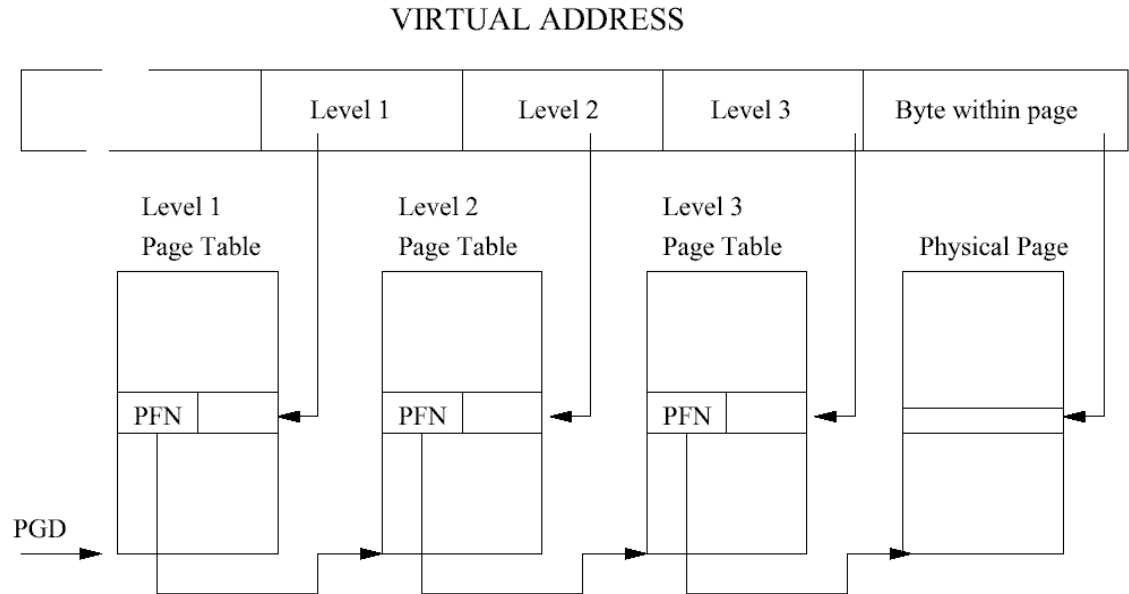 VIRTUAL ADDRESS
Level 1
Level 2
Level 3
Byte within page
Level 1
Page Table
Level 2
Page Table
Level 3
Page Table
Physical Page
PFN
PFN
PFN
PGD